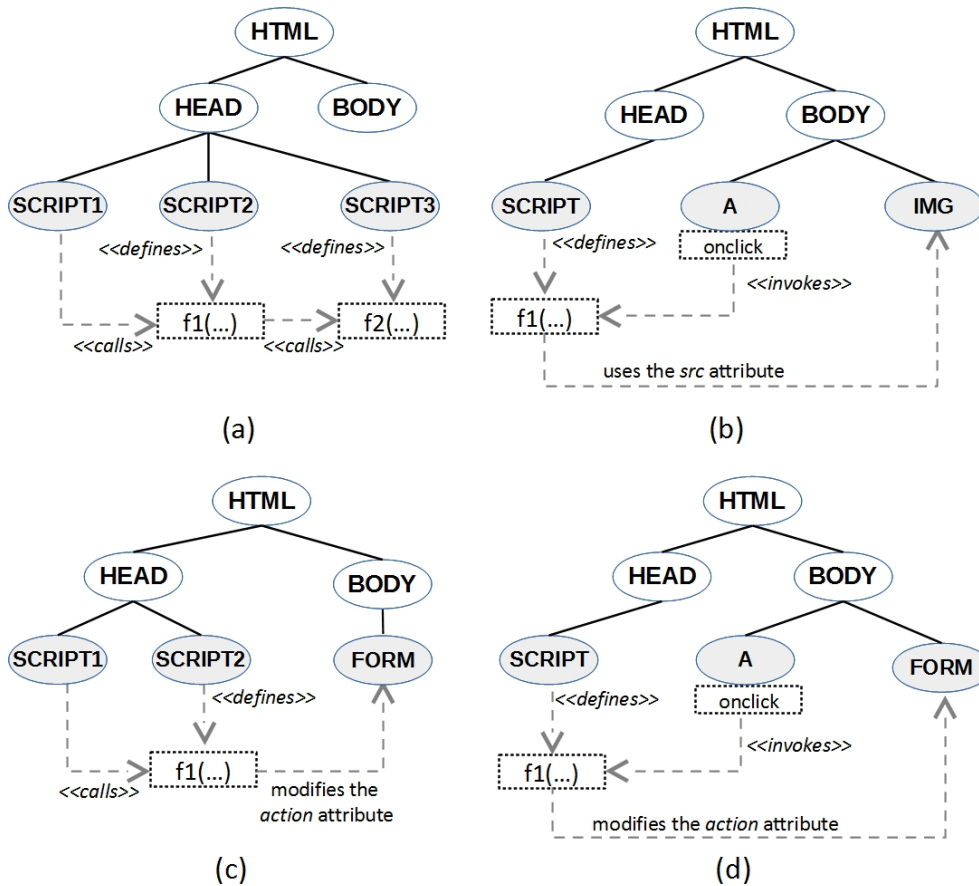 HTML
HEAD
BODY
SCRIPT1
SCRIPT2
SCRIPT3
<<defines>>
<<defines>>
f1(...)
f2(...)
<<calls>>
<<calls>>
(a)
HTML
HEAD
BODY
SCRIPT
A
IMG
onclick
<<defines>>
<<invokes>>
f1(...)
uses the src attribute
(b)
HTML
HEAD
BODY
SCRIPT1
SCRIPT2
FORM
<<defines>>
f1(...)
<<calls>>
modifies the
action attribute
(c)
HTML
HEAD
BODY
SCRIPT
A
FORM
onclick
<<defines>>
<<invokes>>
f1(...)
modifies the action attribute
(d)